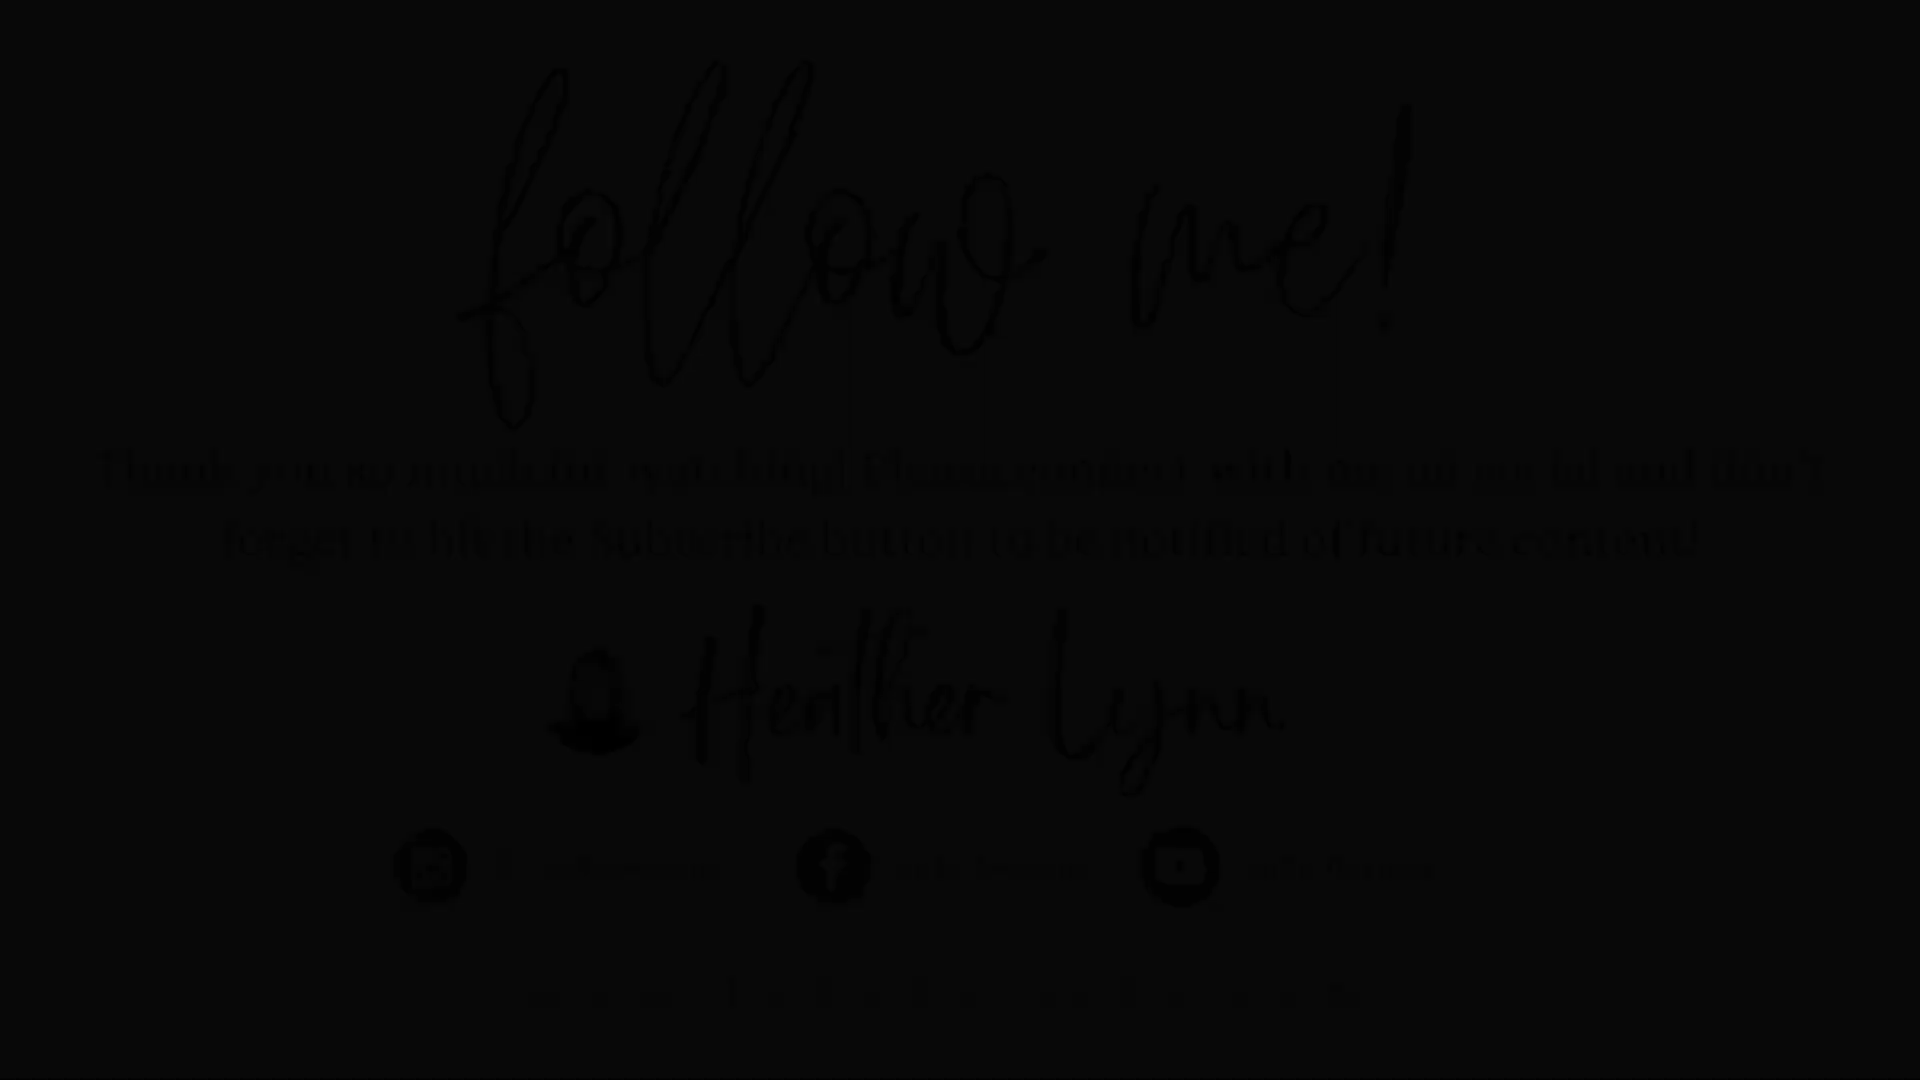 follow me!
Thank you so much for watching! Please connect with me on social and don't
forget to hit the Subscribe button to be notified of future content!
Heather Lynn